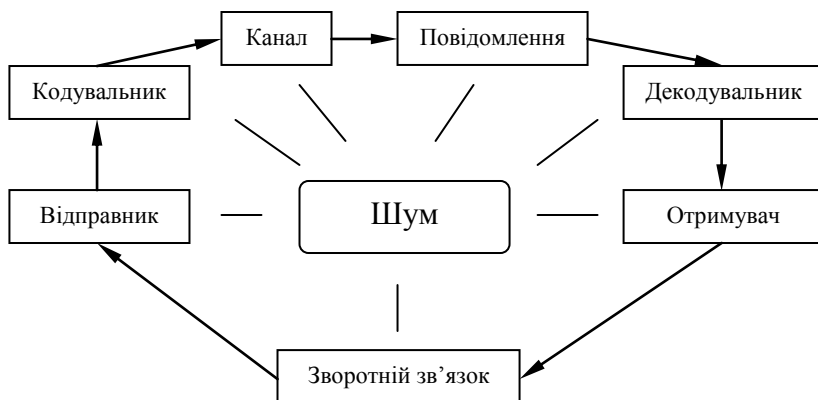 Канал
Повідомлення
Кодувальник
Декодувальник
Відправник
Шум
Отримувач
Зворотній зв’язок